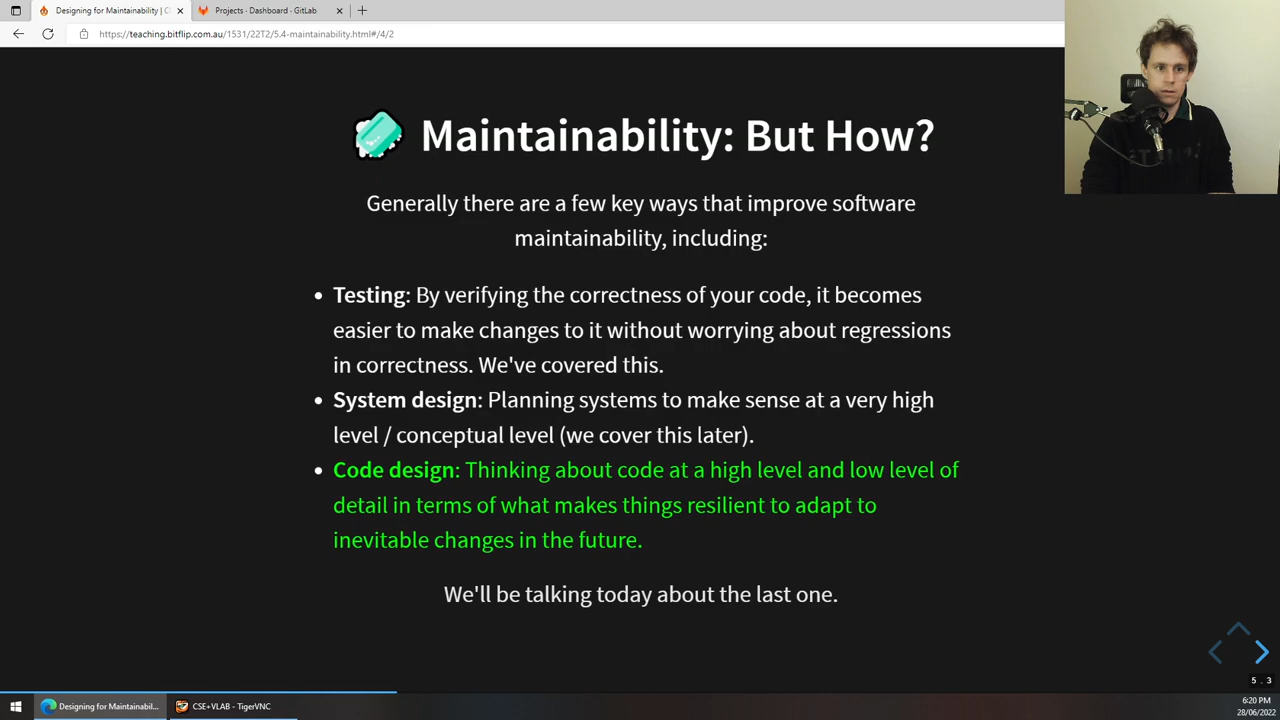 Designing for Maintainability | C
Projects · Dashboard · GitLab
https://teaching.bitflip.com.au/1531/22T2/5.4-maintainability.html#/4/2
Maintainability: But How?
Generally there are a few key ways that improve software
maintainability, including:
• Testing: By verifying the correctness of your code, it becomes
easier to make changes to it without worrying about regressions
in correctness. We've covered this.
• System design: Planning systems to make sense at a very high
level / conceptual level (we cover this later).
• Code design: Thinking about code at a high level and low level of
detail in terms of what makes things resilient to adapt to
inevitable changes in the future.
We'll be talking today about the last one.
5.3
Designing for Maintainabil...
CSE+VLAB - TigerVNC
6:20 PM
28/06/2022